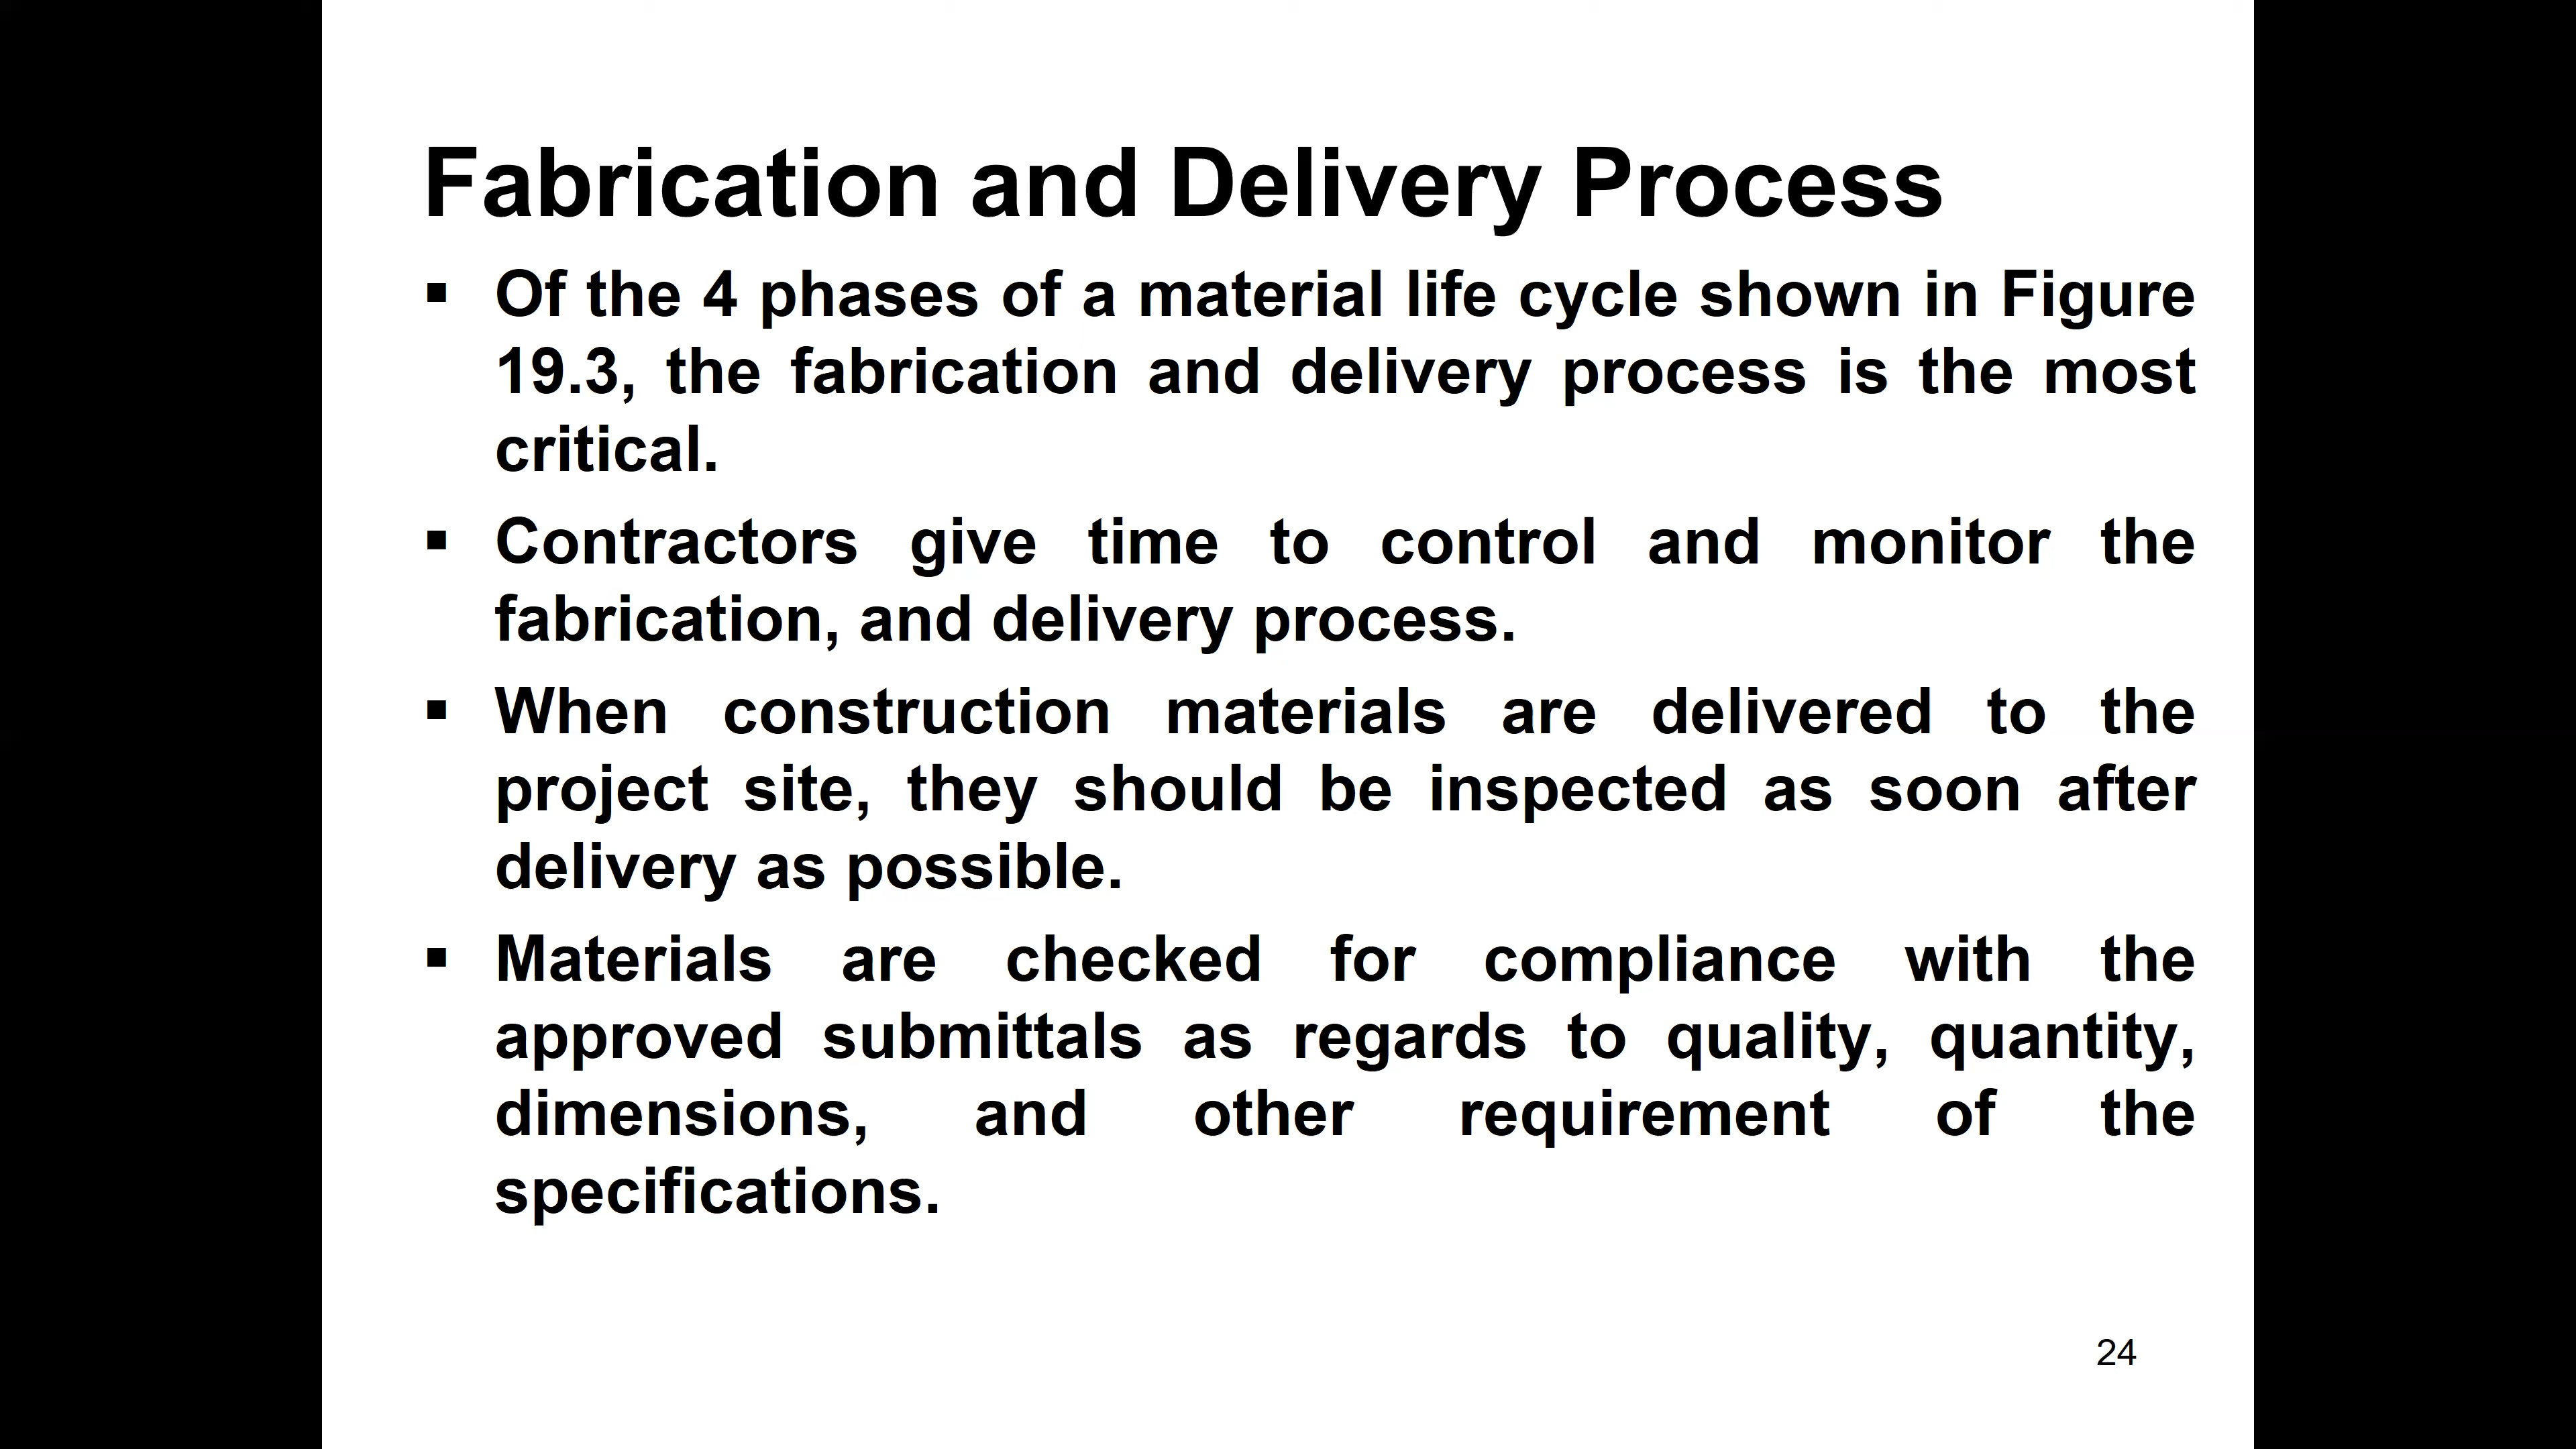 Fabrication and Delivery Process
▪ Of the 4 phases of a material life cycle shown in Figure
19.3, the fabrication and delivery process is the most
critical.
▪ Contractors give time to control and monitor the
fabrication, and delivery process.
▪ When construction materials are delivered to the
project site, they should be inspected as soon after
delivery as possible.
▪ Materials are checked for compliance with the
approved submittals as regards to quality, quantity,
dimensions, and other requirement of the
specifications.
24